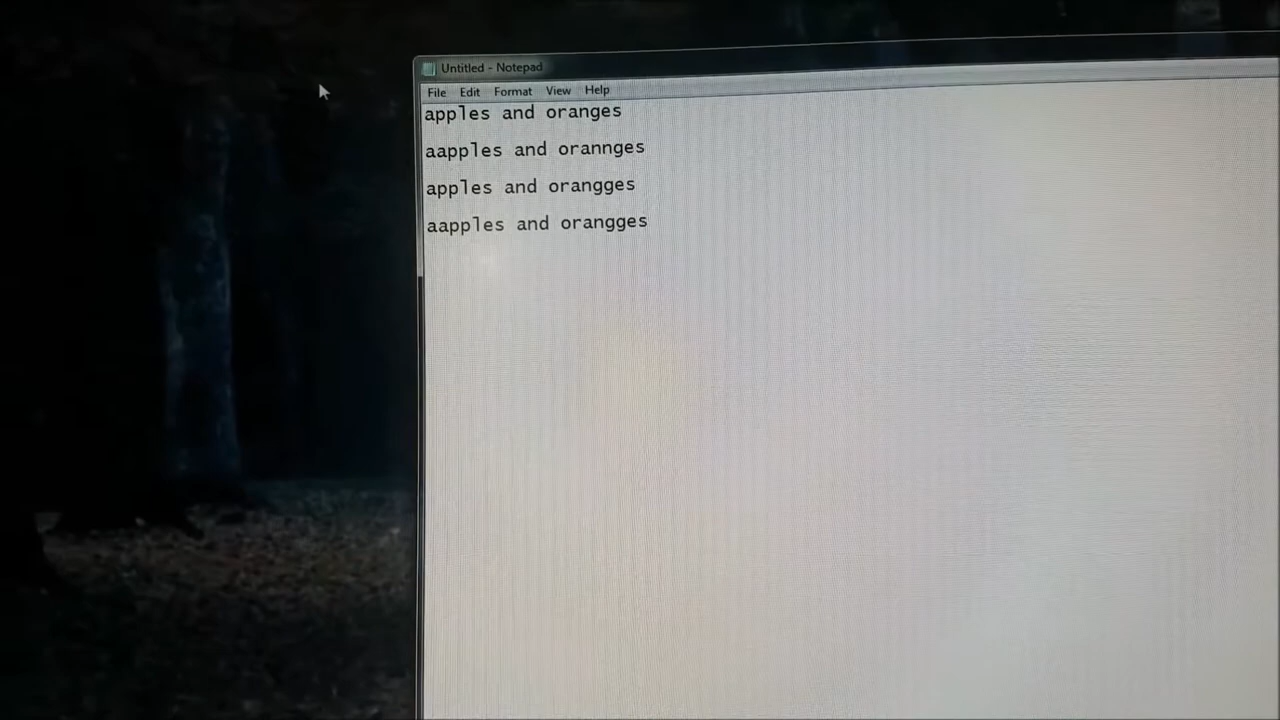 Untitled - Notepad
File Edit Format View Help
apples and oranges
aapples and orannges
apples and orangges
aapples and orangges